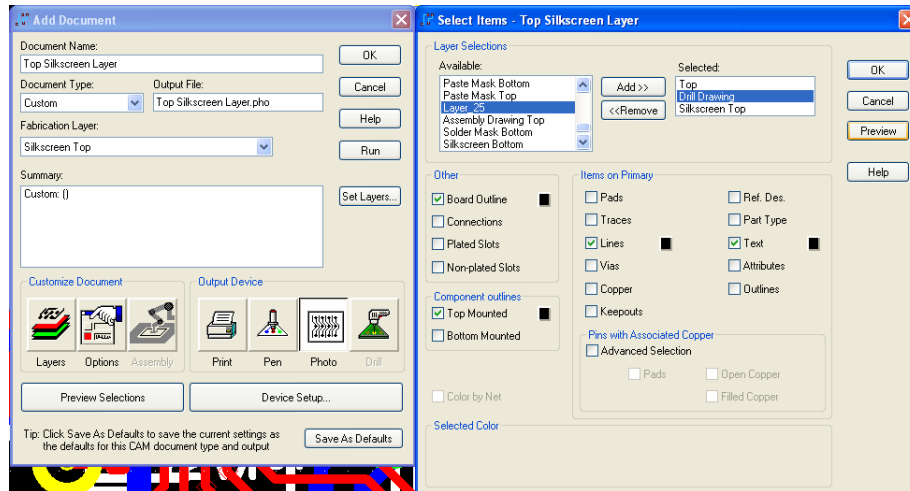 Add Document
Document Name:
Top Silkscreen Layer
OK
Document Type:
Output File:
Cancel
Custom
Top Silkscreen Layer.pho
Help
Fabrication Layer:
Silkscreen Top
Run
Summary:
Custom: ()
Set Layers...
Customize Document
Output Device
Layers
Options
Assembly
Print
Pen
Photo
Drill
Preview Selections
Device Setup...
Tip: Click Save As Defaults to save the current settings as
the defaults for this CAM document type and output
Save As Defaults
Select Items - Top Silkscreen Layer
Layer Selections
Available:
Selected:
Paste Mask Bottom
Paste Mask Top
Layer_25
Assembly Drawing Top
Solder Mask Bottom
Silkscreen Bottom
Add >>
<<Remove
Top
Drill Drawing
Silkscreen Top
OK
Cancel
Preview
Help
Other
Board Outline
Connections
Plated Slots
Non-plated Slots
Component outlines
Top Mounted
Bottom Mounted
Color by Net
Items on Primary
Pads
Ref. Des.
Traces
Part Type
Lines
Text
Vias
Attributes
Copper
Outlines
Keepouts
Pins with Associated Copper
Advanced Selection
Pads
Open Copper
Filled Copper
Selected Color